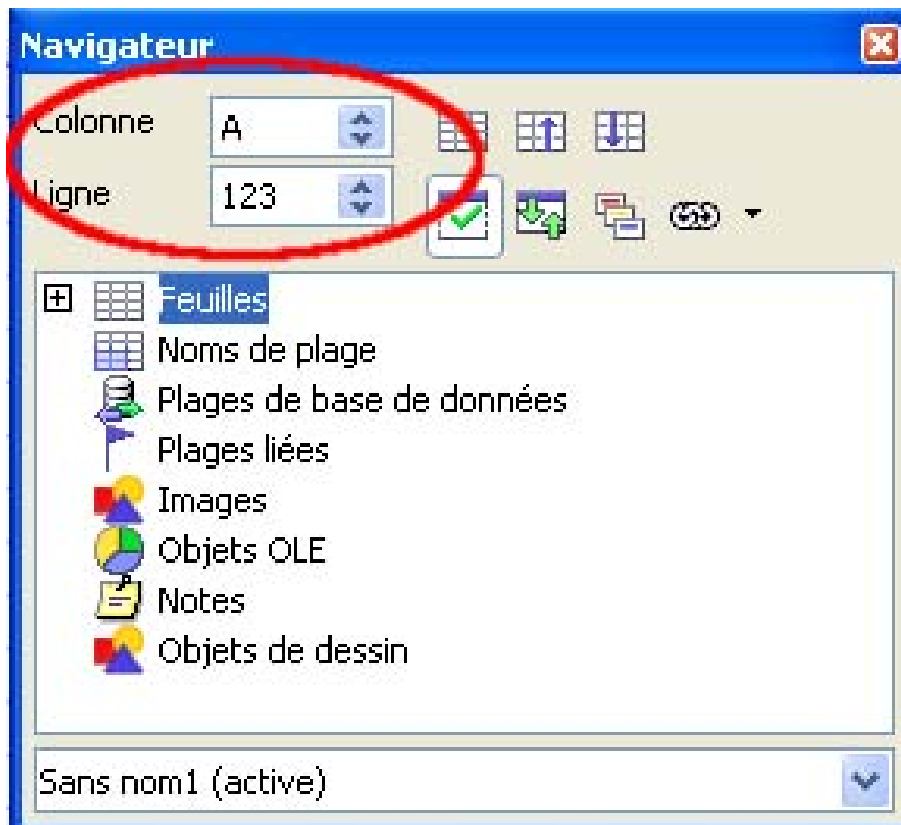 Navigateur
Colonne A
Ligne 123
Feuilles
Noms de plage
Plages de base de données
Plages liées
Images
Objets OLE
Notes
Objets de dessin
Sans nom1 (active)